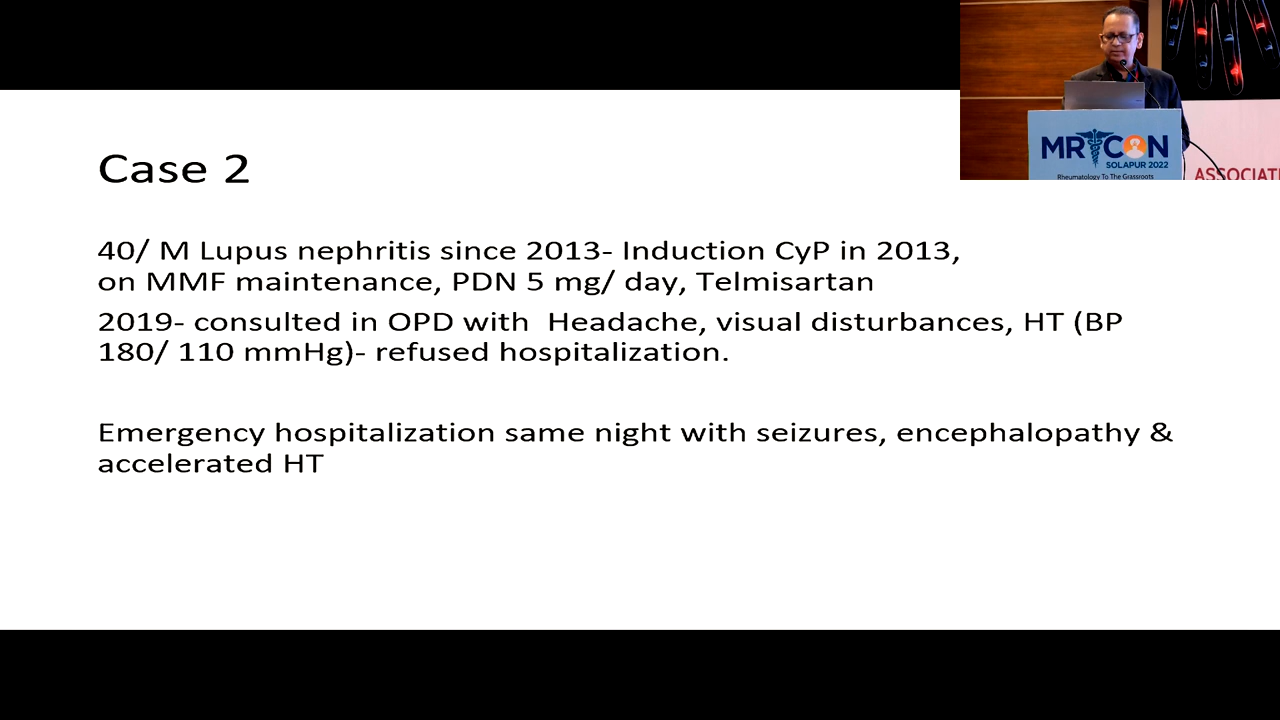 Case 2
40/ M Lupus nephritis since 2013- Induction CyP in 2013,
on MMF maintenance, PDN 5 mg/ day, Telmisartan
2019- consulted in OPD with  Headache, visual disturbances, HT (BP
180/ 110 mmHg)- refused hospitalization.
Emergency hospitalization same night with seizures, encephalopathy &
accelerated HT
MR CON
SOLAPUR 2022
Rheumatology To The Grassroots